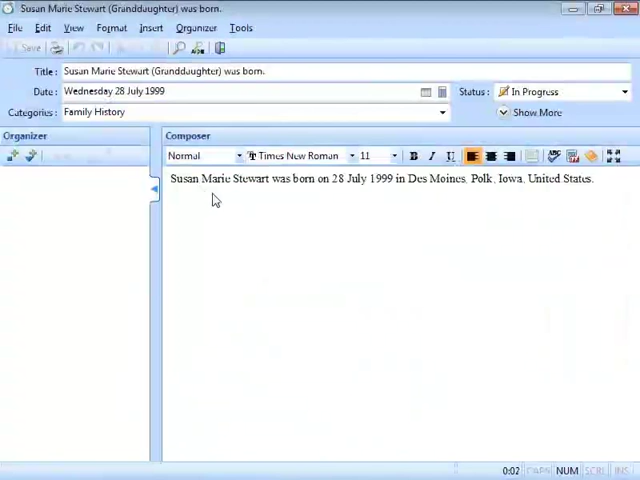 Susan Marie Stewart (Granddaughter) was born.
File Edit View Format Insert Organizer Tools
Save
Title : Susan Marie Stewart (Granddaughter) was born.
Date : Wednesday 28 July 1999 Status : In Progress
Categories : Family History Show More
Organizer Composer
Normal Times New Roman 11 B I U
Susan Marie Stewart was born on 28 July 1999 in Des Moines, Polk, Iowa, United States.
0:02 CAPS NUM SCRL INS